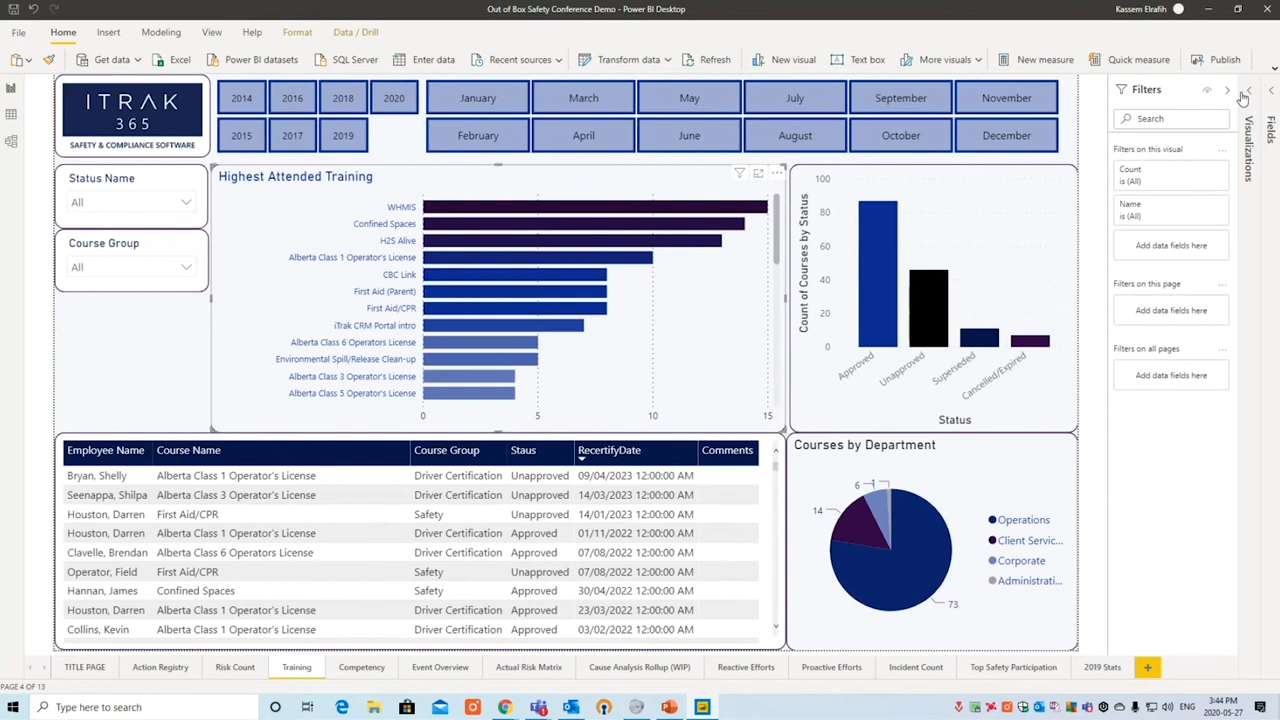 Out of Box Safety Conference Demo - Power BI Desktop
Kassem Elrafih
File Home Insert Modeling View Help Format Data / Drill
Get data Excel Power BI datasets SQL Server Enter data Recent sources Transform data Refresh New visual Text box More visuals New measure Quick measure Publish
ITRAK
365
SAFETY & COMPLIANCE SOFTWARE
2014 2016 2018 2020
2015 2017 2019
January March May July September November
February April June August October December
Status Name
All
Course Group
All
Highest Attended Training
WHMIS
Confined Spaces
H2S Alive
Alberta Class 1 Operator's License
CBC Link
First Aid (Parent)
First Aid/CPR
iTrak CRM Portal intro
Alberta Class 6 Operators License
Environmental Spill/Release Clean-up
Alberta Class 3 Operator's License
Alberta Class 5 Operator's License
0 5 10 15
Count of Courses by Status
100
80
60
40
20
0
Approved Unapproved Superseded Cancelled/Expired
Status
Employee Name Course Name Course Group Staus RecertifyDate Comments
Bryan, Shelly Alberta Class 1 Operator's License Driver Certification Unapproved 09/04/2023 12:00:00 AM
Seenappa, Shilpa Alberta Class 3 Operator's License Driver Certification Unapproved 14/03/2023 12:00:00 AM
Houston, Darren First Aid/CPR Safety Unapproved 14/01/2023 12:00:00 AM
Houston, Darren Alberta Class 1 Operator's License Driver Certification Approved 01/11/2022 12:00:00 AM
Clavelle, Brendan Alberta Class 6 Operators License Driver Certification Approved 07/08/2022 12:00:00 AM
Operator, Field First Aid/CPR Safety Unapproved 07/08/2022 12:00:00 AM
Hannan, James Confined Spaces Safety Approved 30/04/2022 12:00:00 AM
Houston, Darren Alberta Class 1 Operator's License Driver Certification Approved 23/03/2022 12:00:00 AM
Collins, Kevin Alberta Class 1 Operator's License Driver Certification Approved 03/02/2022 12:00:00 AM
Courses by Department
6 1
14
73
Operations
Client Servic...
Corporate
Administrati...
Filters
Search
Filters on this visual
Count
is (All)
Name
is (All)
Add data fields here
Filters on this page
Add data fields here
Filters on all pages
Add data fields here
Visualizations
Fields
TITLE PAGE Action Registry Risk Count Training Competency Event Overview Actual Risk Matrix Cause Analysis Rollup (WIP) Reactive Efforts Proactive Efforts Incident Count Top Safety Participation 2019 Stats
PAGE 4 OF 13
Type here to search
ENG
3:44 PM
2020-05-27